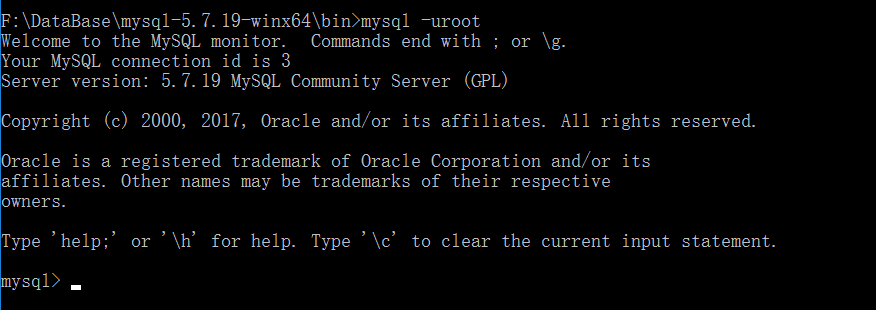 F:\DataBase\mysql-5.7.19-winx64\bin>mysql -uroot
Welcome to the MySQL monitor.  Commands end with ; or \g.
Your MySQL connection id is 3
Server version: 5.7.19 MySQL Community Server (GPL)
Copyright (c) 2000, 2017, Oracle and/or its affiliates. All rights reserved.
Oracle is a registered trademark of Oracle Corporation and/or its
affiliates. Other names may be trademarks of their respective
owners.
Type 'help;' or '\h' for help. Type '\c' to clear the current input statement.
mysql>